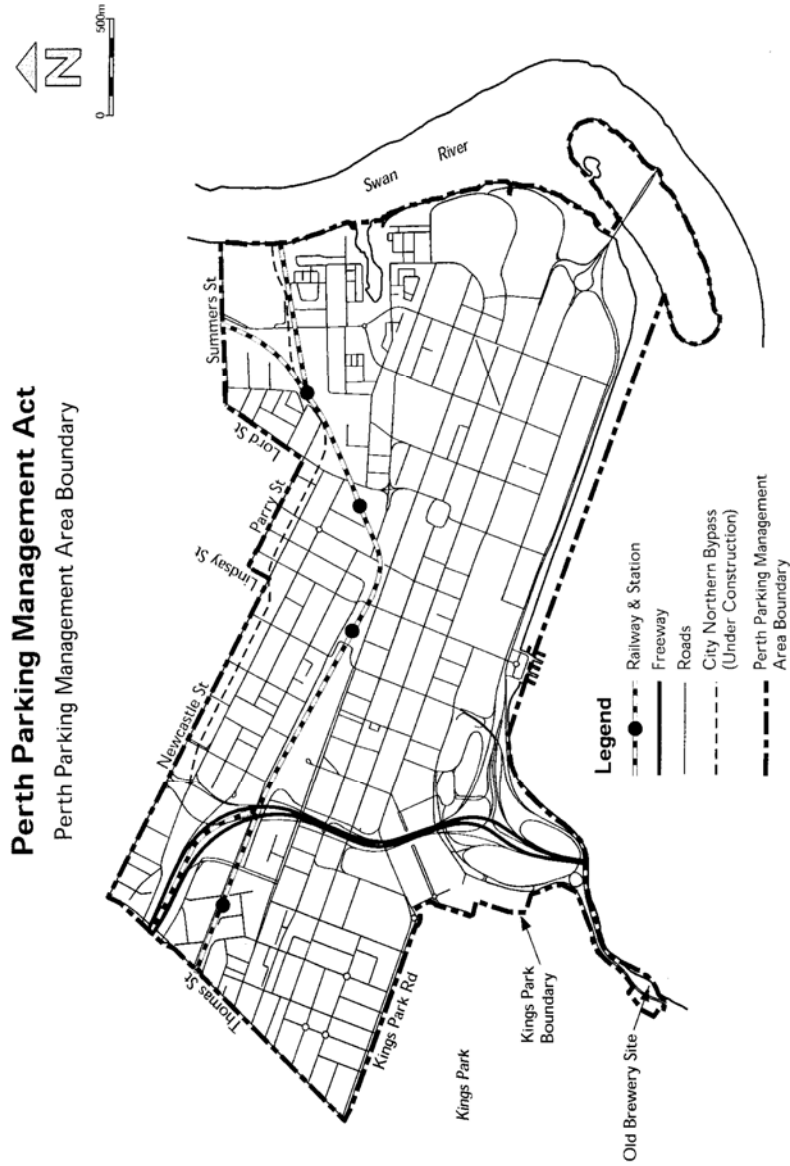 Perth Parking Management Act
Perth Parking Management Area Boundary
N
0
500m
Summers St
Lord St
Parry St
Lindsay St
Newcastle St
Thomas St
Kings Park Rd
Kings Park
Kings Park
Boundary
Old Brewery Site
Swan
River
Legend
Railway & Station
Freeway
Roads
City Northern Bypass
(Under Construction)
Perth Parking Management
Area Boundary